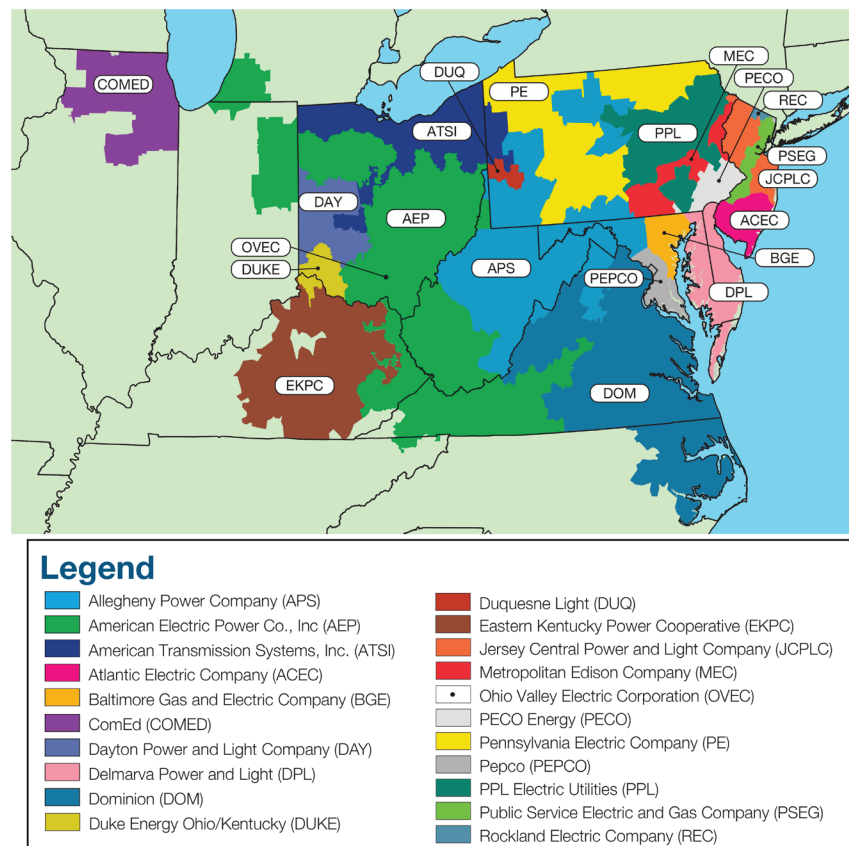 MEC
PECO
DUQ
PE
REC
COMED
ATSI
PPL
PSEG
JCPLC
DAY
AEP
ACEC
OVEC
DUKE
APS
PEPCO
BGE
DPL
EKPC
DOM
Legend
Allegheny Power Company (APS)
American Electric Power Co., Inc (AEP)
American Transmission Systems, Inc. (ATSI)
Atlantic Electric Company (ACEC)
Baltimore Gas and Electric Company (BGE)
ComEd (COMED)
Dayton Power and Light Company (DAY)
Delmarva Power and Light (DPL)
Dominion (DOM)
Duke Energy Ohio/Kentucky (DUKE)
Duquesne Light (DUQ)
Eastern Kentucky Power Cooperative (EKPC)
Jersey Central Power and Light Company (JCPLC)
Metropolitan Edison Company (MEC)
Ohio Valley Electric Corporation (OVEC)
PECO Energy (PECO)
Pennsylvania Electric Company (PE)
Pepco (PEPCO)
PPL Electric Utilities (PPL)
Public Service Electric and Gas Company (PSEG)
Rockland Electric Company (REC)